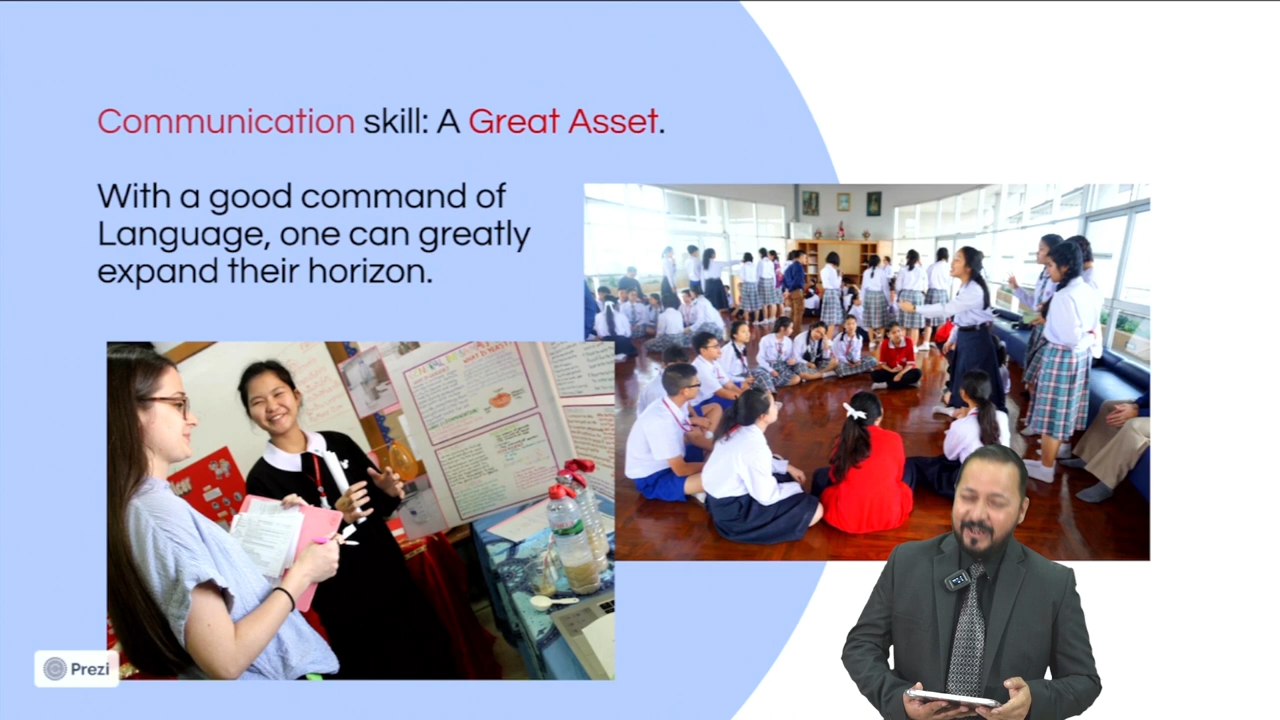 Communication skill: A Great Asset.
With a good command of
Language, one can greatly
expand their horizon.
Prezi